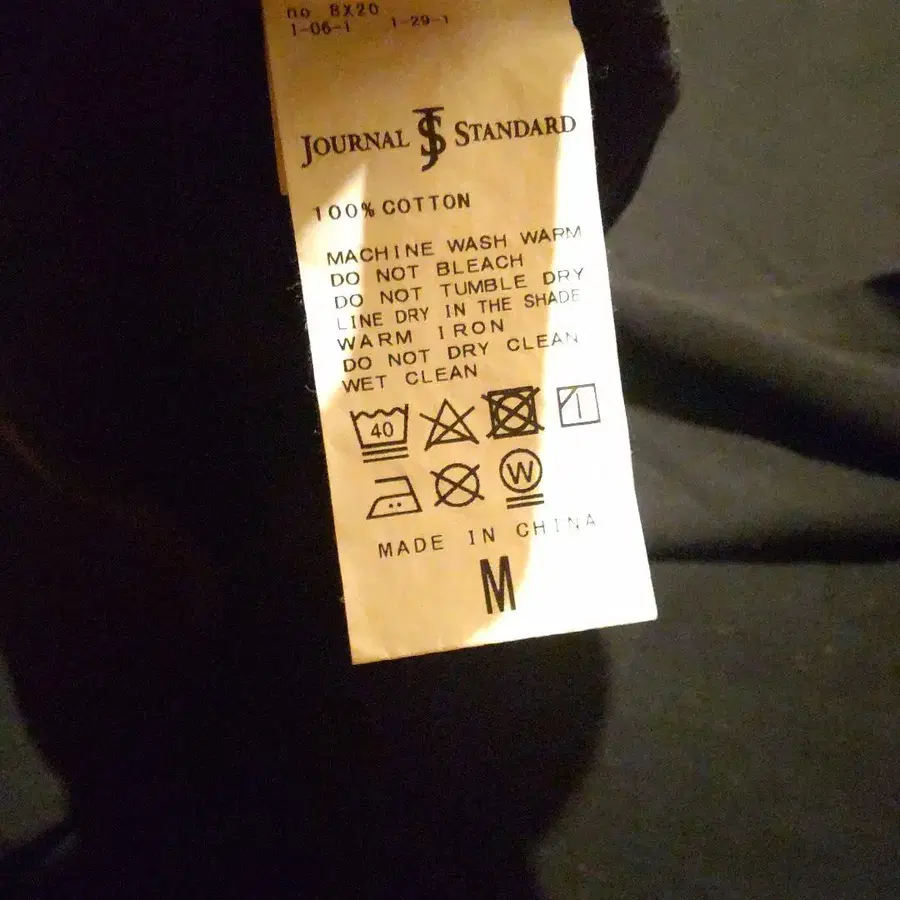 no BX20
1-06-1 1-29-1
JOURNAL JS STANDARD
100% COTTON
MACHINE WASH WARM
DO NOT BLEACH
DO NOT TUMBLE DRY
LINE DRY IN THE SHADE
WARM IRON
DO NOT DRY CLEAN
WET CLEAN
40
W
MADE IN CHINA
M